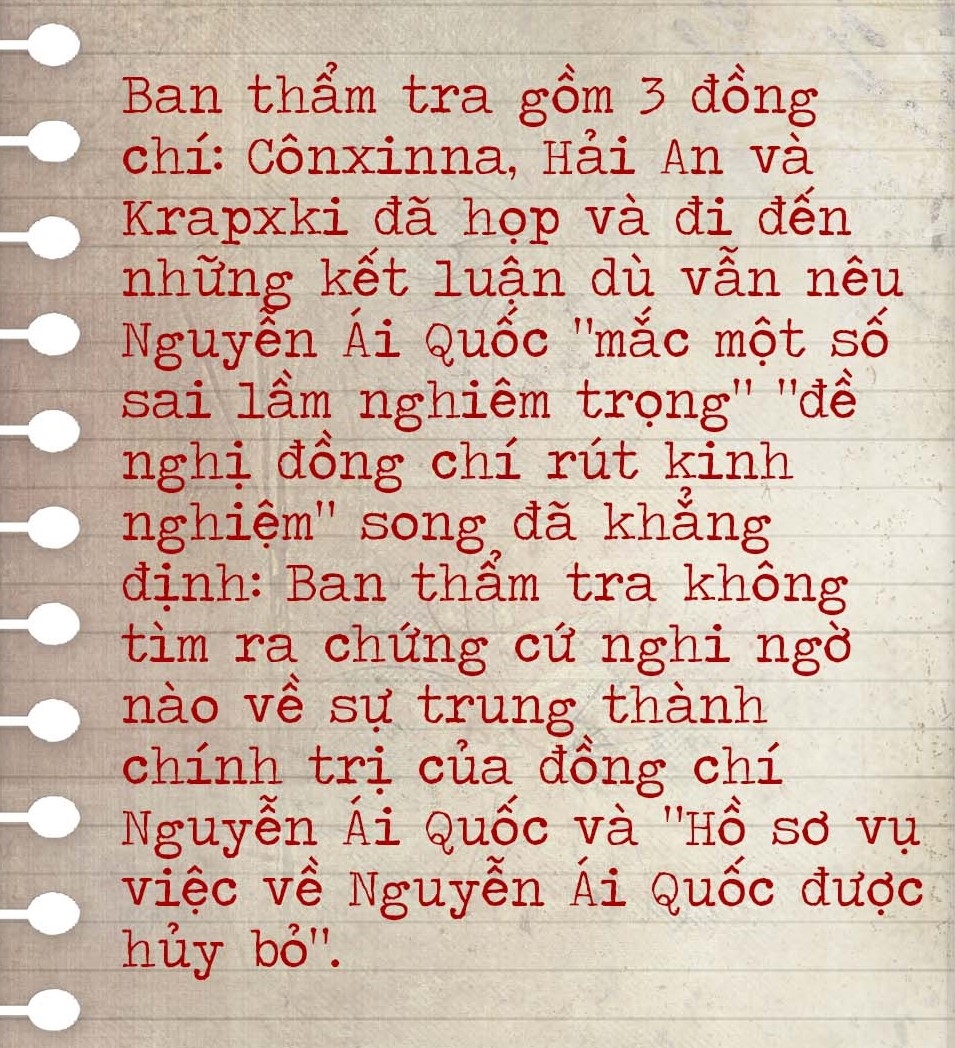 Ban thẩm tra gồm 3 đồng
chí: Cônxinna, Hải An và
Krapxki đã họp và đi đến
những kết luận dù vẫn nêu
Nguyễn Ái Quốc "mắc một số
sai lầm nghiêm trọng" "đề
nghị đồng chí rút kinh
nghiệm" song đã khẳng
định: Ban thẩm tra không
tìm ra chứng cứ nghi ngờ
nào về sự trung thành
chính trị của đồng chí
Nguyễn Ái Quốc và "Hồ sơ vụ
việc về Nguyễn Ái Quốc được
hủy bỏ".